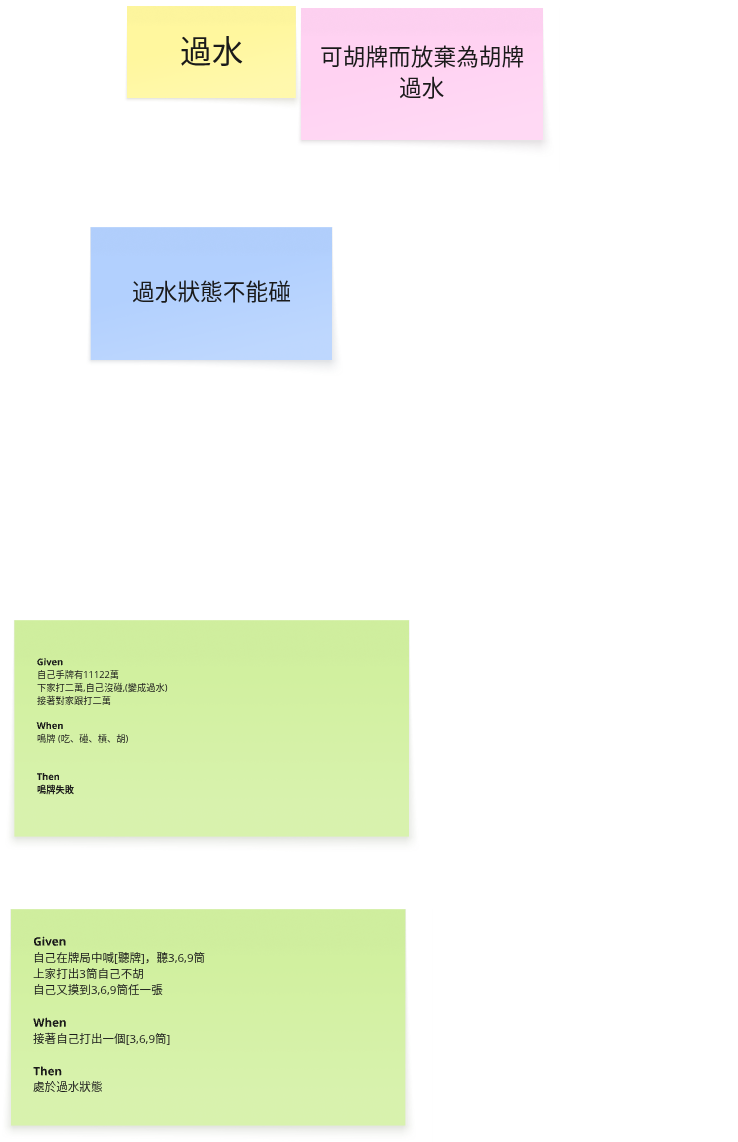 過水
可胡牌而放棄為胡牌
過水
過水狀態不能碰
Given
自己手牌有11122萬
下家打二萬,自己沒碰,(變成過水)
接著對家跟打二萬
When
鳴牌 (吃、碰、槓、胡)
Then
鳴牌失敗
Given
自己在牌局中喊[聽牌]，聽3,6,9筒
上家打出3筒自己不胡
自己又摸到3,6,9筒任一張
When
接著自己打出一個[3,6,9筒]
Then
處於過水狀態